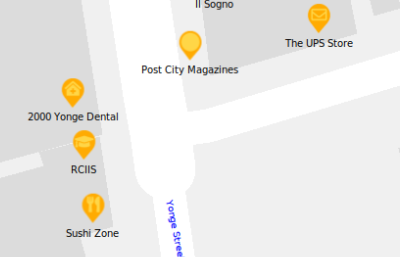 Il Sogno
The UPS Store
Post City Magazines
2000 Yonge Dental
RCIIS
Sushi Zone
Yonge Stree